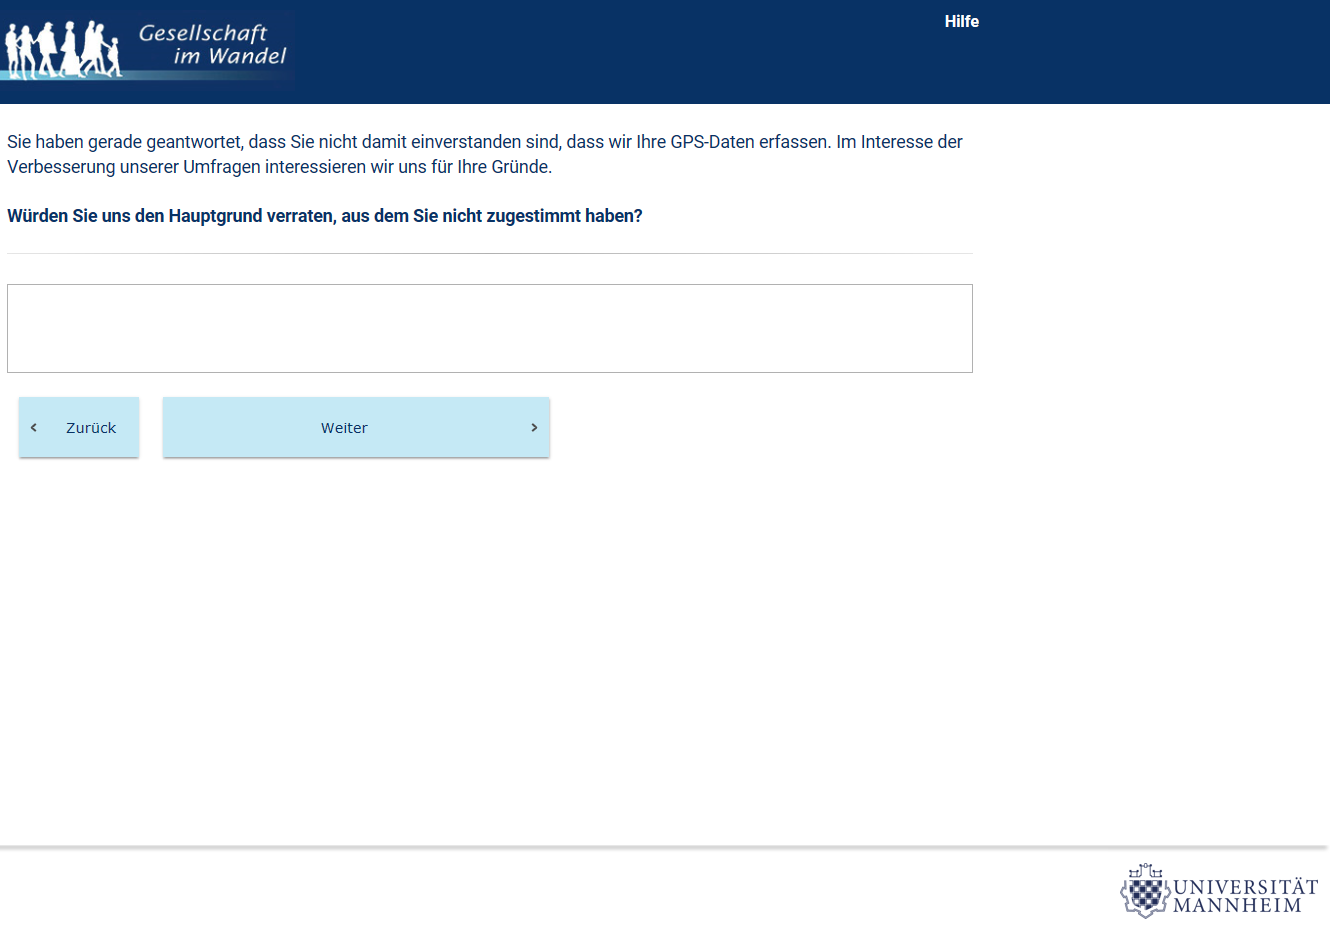 Gesellschaft
im Wandel
Hilfe
Sie haben gerade geantwortet, dass Sie nicht damit einverstanden sind, dass wir Ihre GPS-Daten erfassen. Im Interesse der
Verbesserung unserer Umfragen interessieren wir uns für Ihre Gründe.
Würden Sie uns den Hauptgrund verraten, aus dem Sie nicht zugestimmt haben?
Zurück
Weiter
UNIVERSITÄT
MANNHEIM